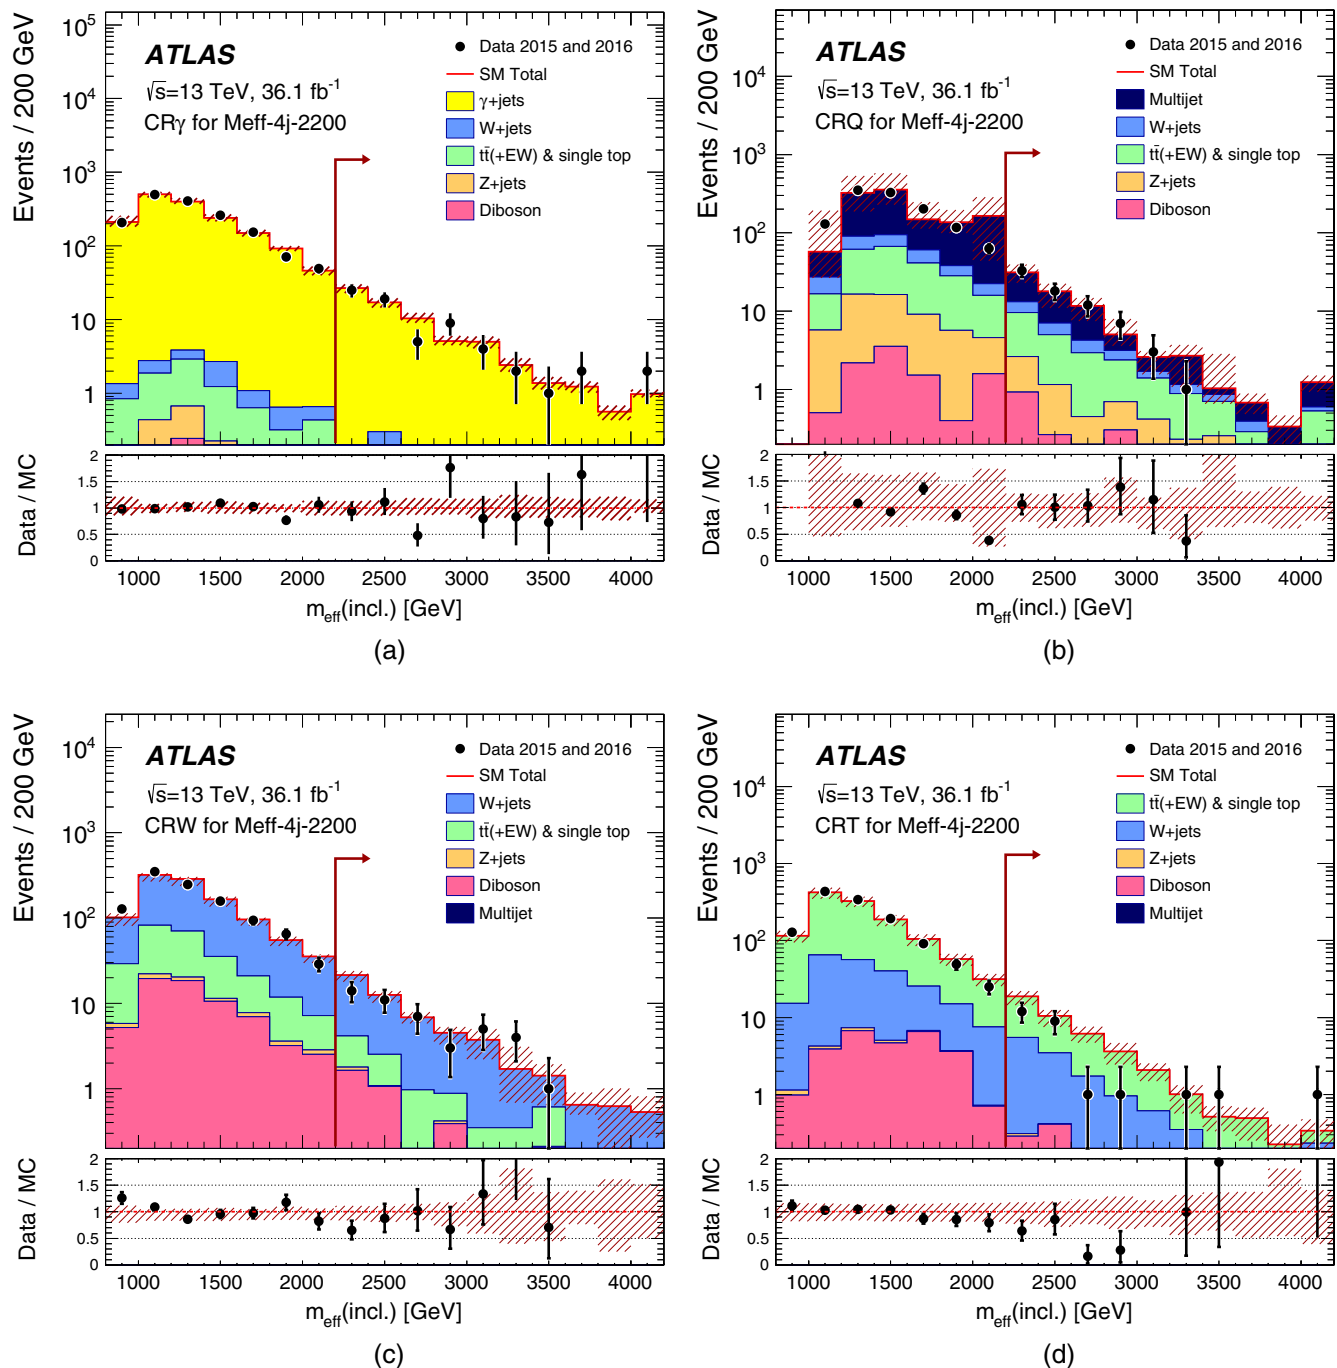 Events / 200 GeV
10⁵
10⁴
10³
10²
10
1
ATLAS
√s=13 TeV, 36.1 fb⁻¹
CRγ for Meff-4j-2200
Data 2015 and 2016
SM Total
γ+jets
W+jets
tt̄(+EW) & single top
Z+jets
Diboson
Data / MC
2
1.5
1
0.5
0
1000 1500 2000 2500 3000 3500 4000
m_eff(incl.) [GeV]
(a)
Events / 200 GeV
10⁴
10³
10²
10
1
ATLAS
√s=13 TeV, 36.1 fb⁻¹
CRQ for Meff-4j-2200
Data 2015 and 2016
SM Total
Multijet
W+jets
tt̄(+EW) & single top
Z+jets
Diboson
Data / MC
2
1.5
1
0.5
0
1000 1500 2000 2500 3000 3500 4000
m_eff(incl.) [GeV]
(b)
Events / 200 GeV
10⁴
10³
10²
10
1
ATLAS
√s=13 TeV, 36.1 fb⁻¹
CRW for Meff-4j-2200
Data 2015 and 2016
SM Total
W+jets
tt̄(+EW) & single top
Z+jets
Diboson
Multijet
Data / MC
2
1.5
1
0.5
0
1000 1500 2000 2500 3000 3500 4000
m_eff(incl.) [GeV]
(c)
Events / 200 GeV
10⁴
10³
10²
10
1
ATLAS
√s=13 TeV, 36.1 fb⁻¹
CRT for Meff-4j-2200
Data 2015 and 2016
SM Total
tt̄(+EW) & single top
W+jets
Z+jets
Diboson
Multijet
Data / MC
2
1.5
1
0.5
0
1000 1500 2000 2500 3000 3500 4000
m_eff(incl.) [GeV]
(d)